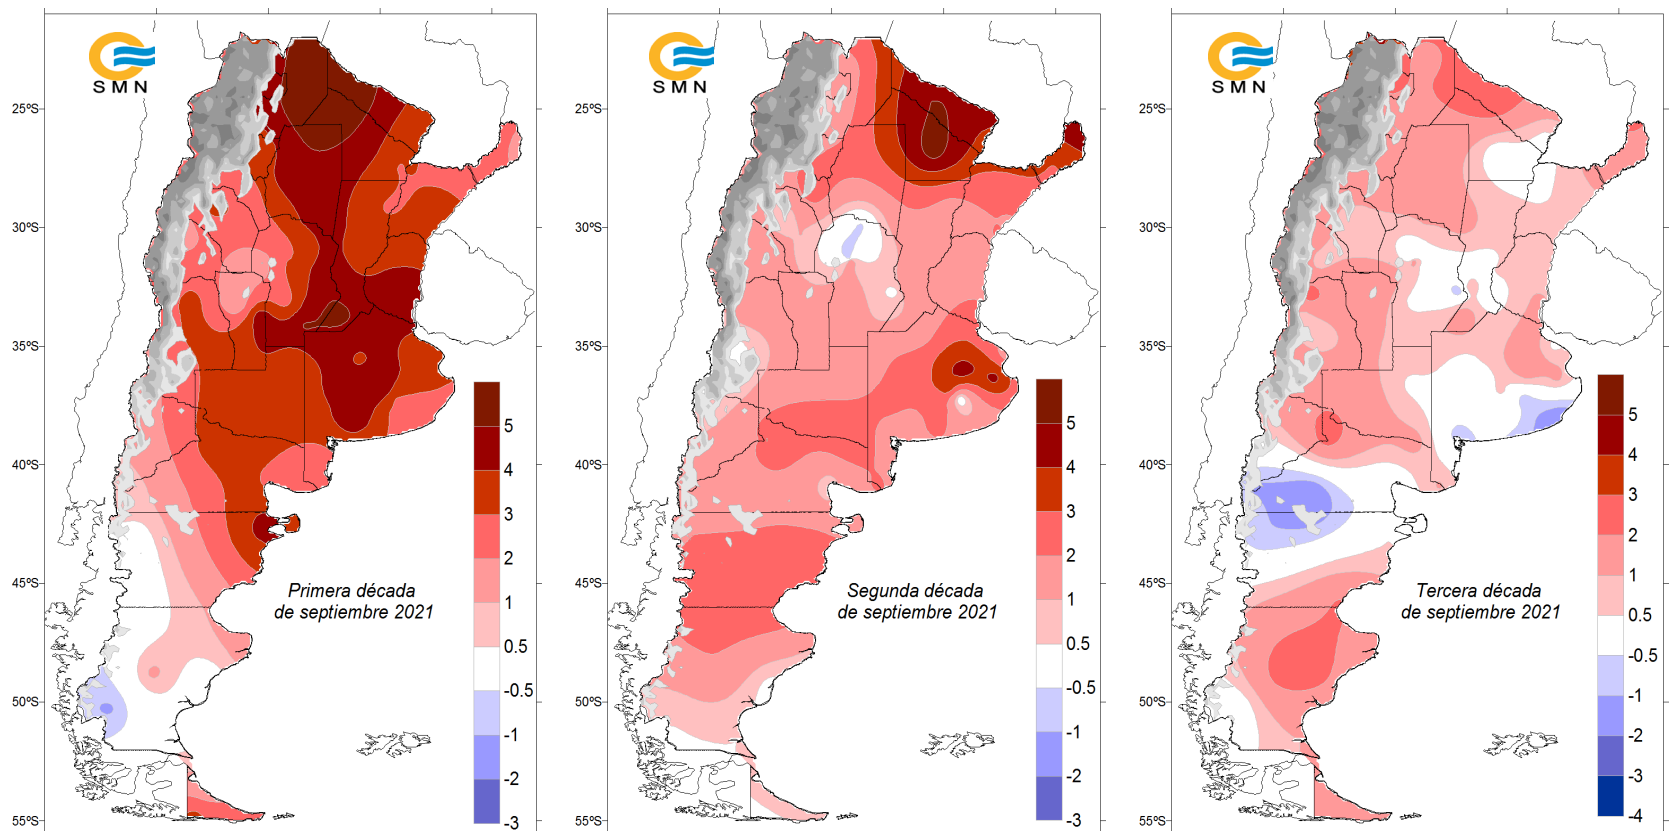 SMN
25ºS
30ºS
35ºS
40ºS
45ºS
50ºS
55ºS
Primera década
de septiembre 2021
5
4
3
2
1
0.5
-0.5
-1
-2
-3
SMN
25ºS
30ºS
35ºS
40ºS
45ºS
50ºS
55ºS
Segunda década
de septiembre 2021
5
4
3
2
1
0.5
-0.5
-1
-2
-3
SMN
25ºS
30ºS
35ºS
40ºS
45ºS
50ºS
55ºS
Tercera década
de septiembre 2021
5
4
3
2
1
0.5
-0.5
-1
-2
-3
-4